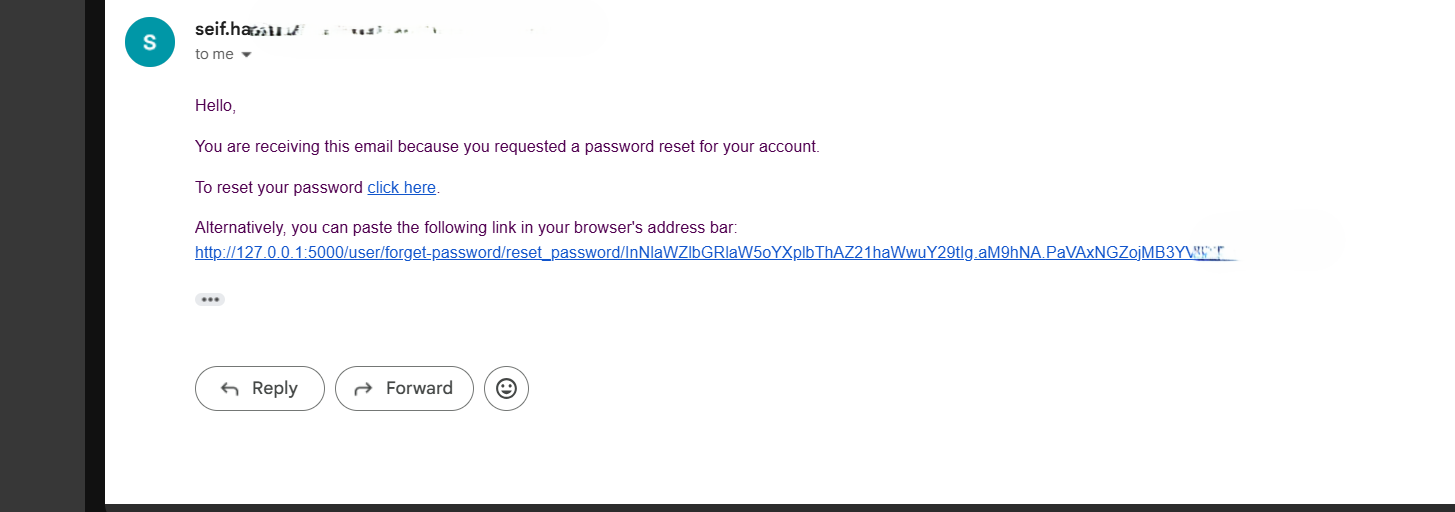 S
seif.ha
to me
Hello,
You are receiving this email because you requested a password reset for your account.
To reset your password click here.
Alternatively, you can paste the following link in your browser's address bar:
http://127.0.0.1:5000/user/forget-password/reset_password/InNlaWZlbGRlaW5oYXplbThAZ21haWwuY29tIg.aM9hNA.PaVAxNGZojMB3YV
Reply
Forward